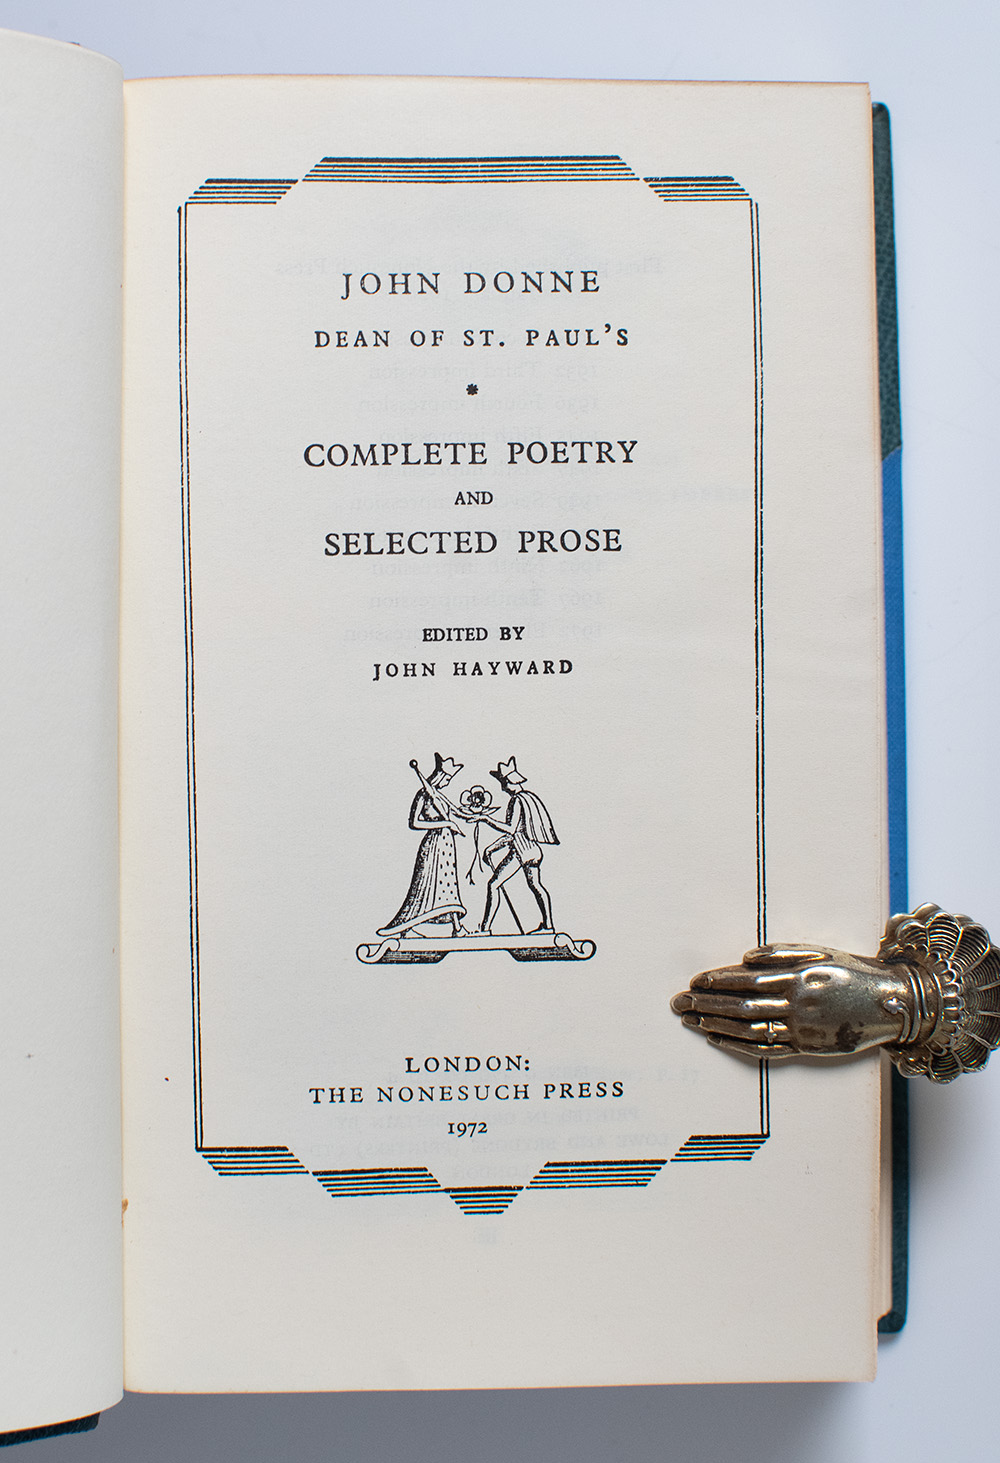 JOHN DONNE
DEAN OF ST. PAUL'S
*
COMPLETE POETRY
AND
SELECTED PROSE
EDITED BY
JOHN HAYWARD
LONDON:
THE NONESUCH PRESS
1972